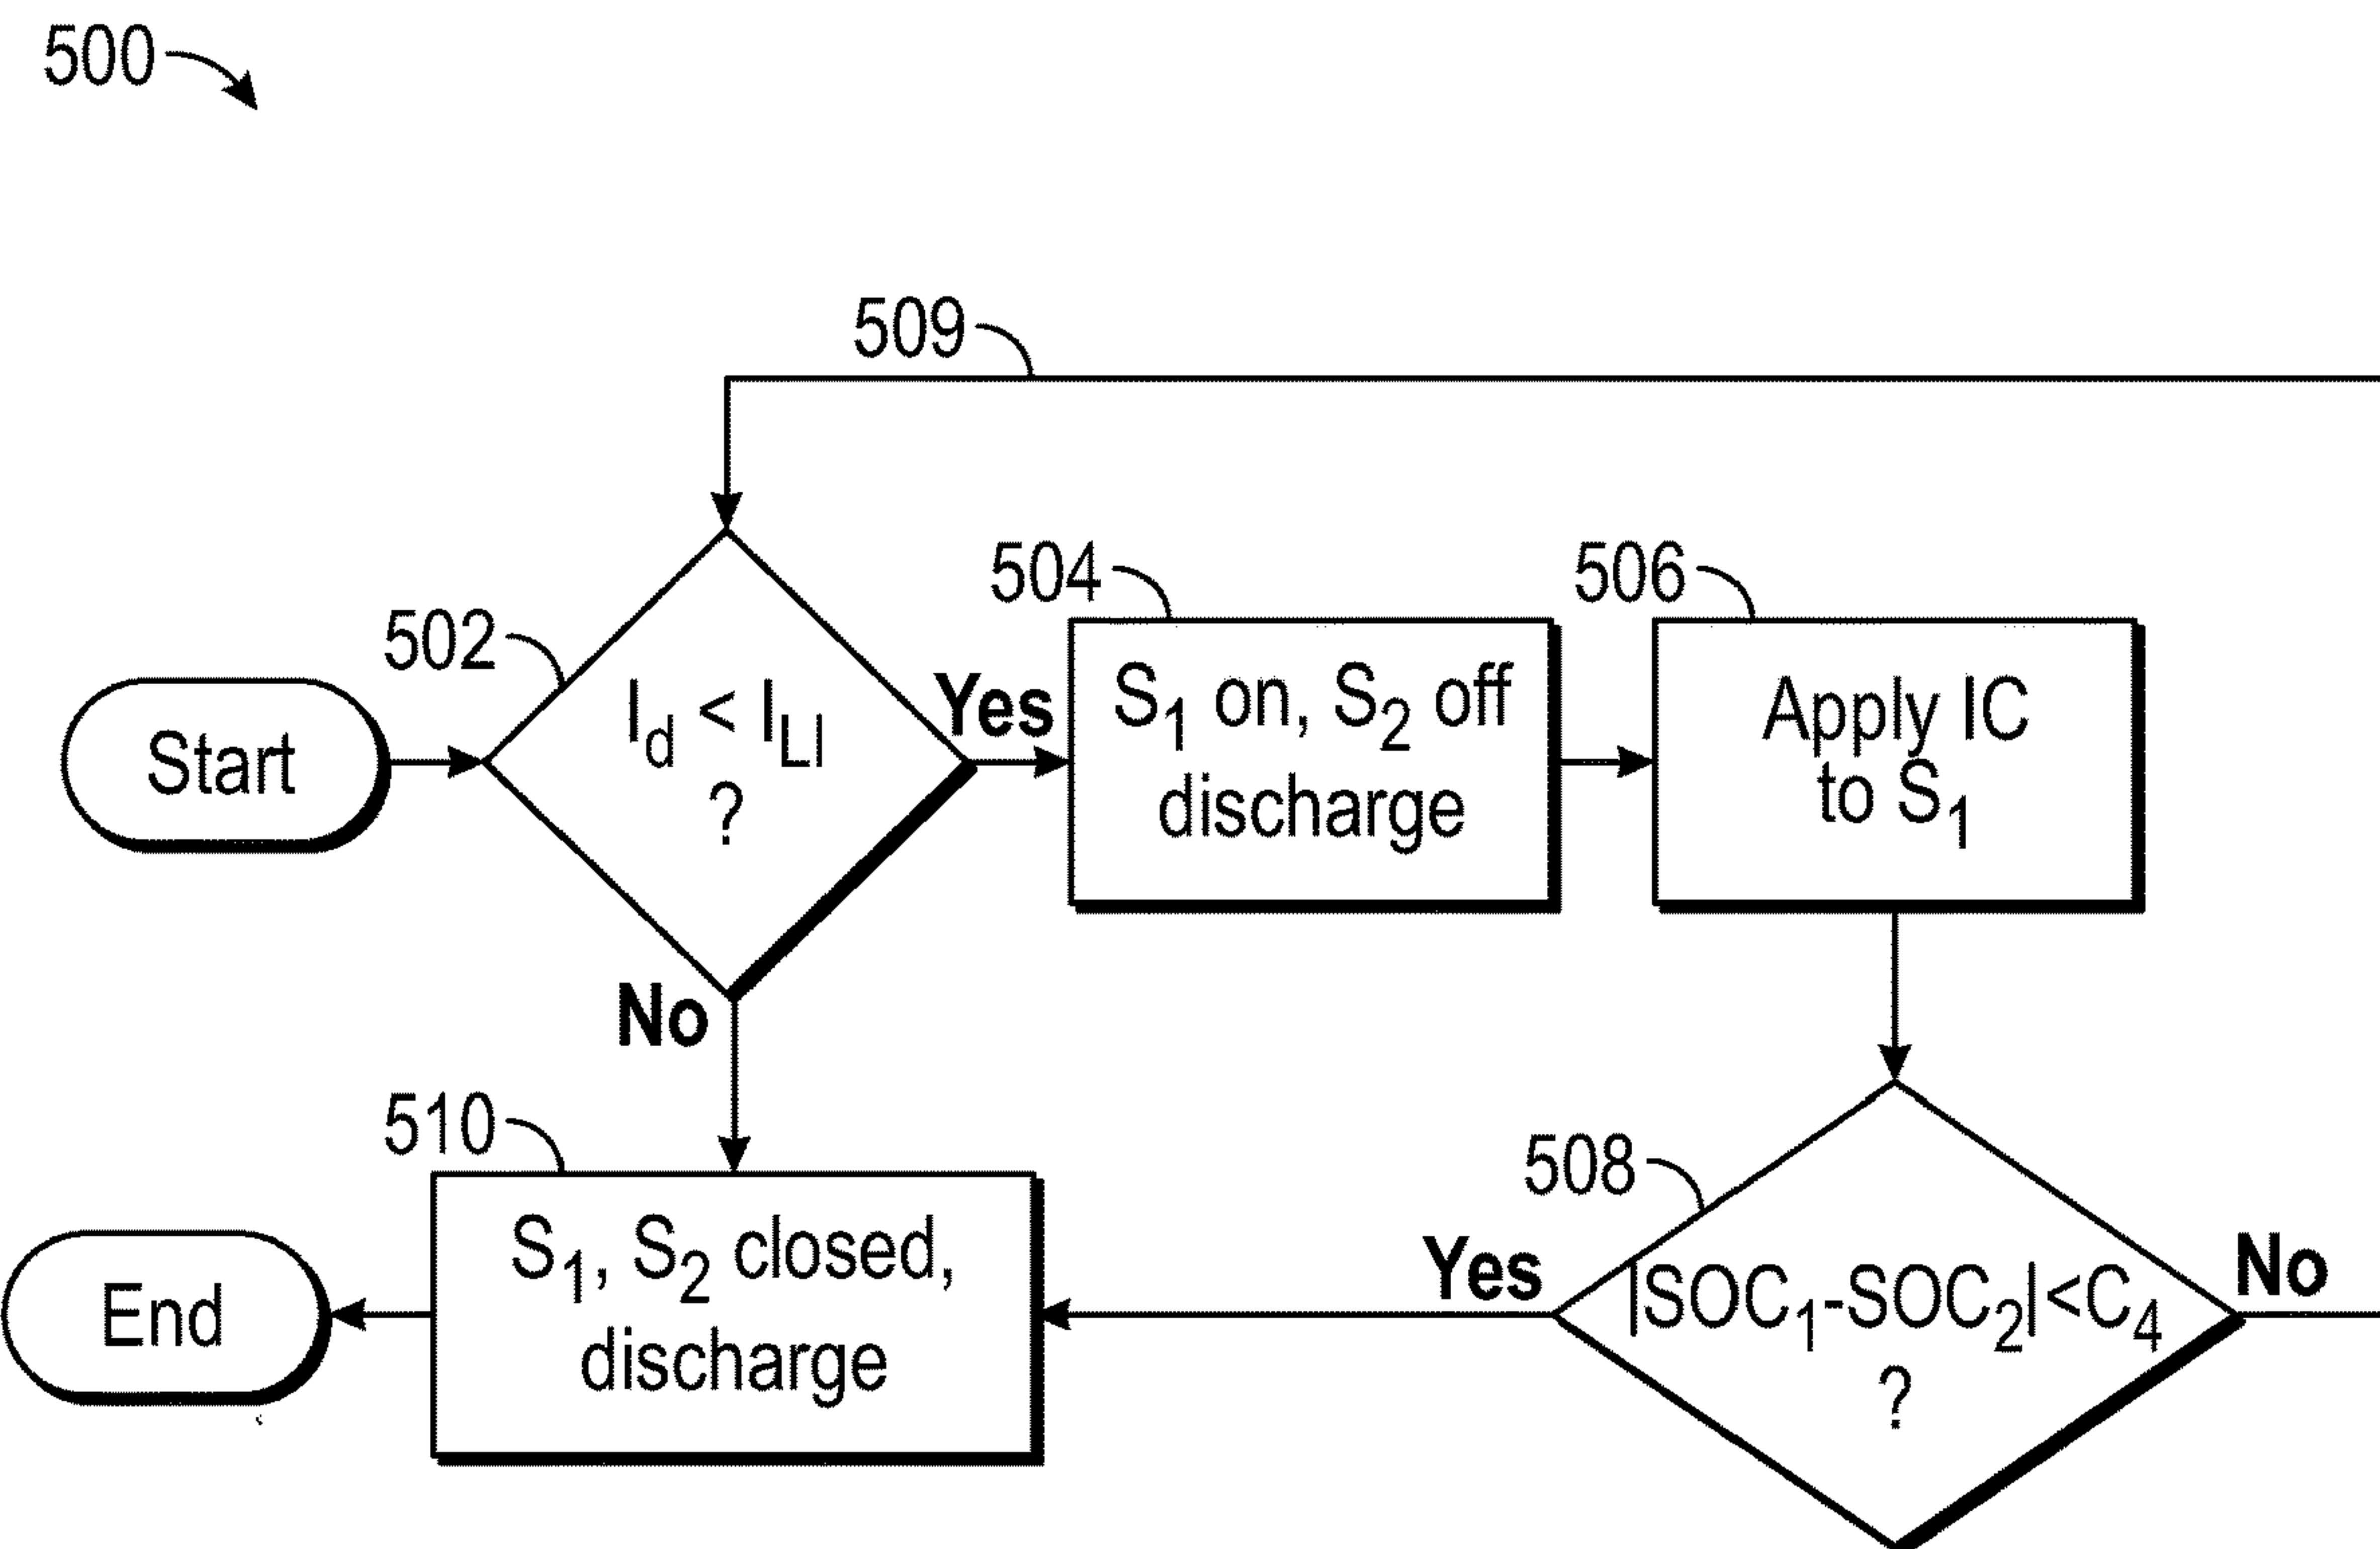 500
509
502
504
506
Start
I_d < I_Ll
?
Yes
S_1 on, S_2 off
discharge
Apply IC
to S_1
No
510
508
End
S_1, S_2 closed,
discharge
Yes
|SOC_1-SOC_2|<C_4
?
No